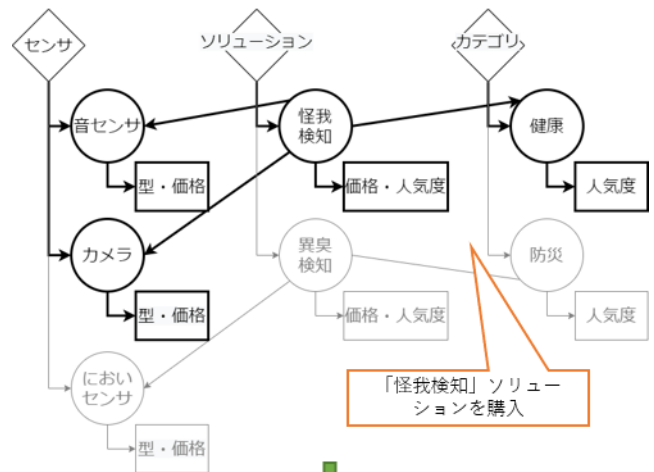 センサ
ソリューション
カテゴリ
音センサ
怪我
検知
健康
型・価格
価格・人気度
人気度
カメラ
異臭
検知
防災
型・価格
価格・人気度
人気度
におい
センサ
「怪我検知」ソリュー
ションを購入
型・価格